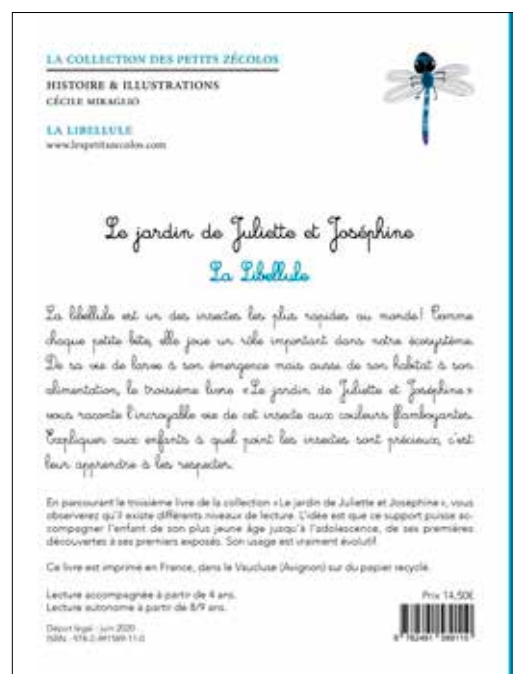 LA COLLECTION DES PETITS ZÉCOLOS
HISTOIRE & ILLUSTRATIONS
CÉCILE MIRAGLIO
LA LIBELLULE
www.lespetitszecolos.com
Le jardin de Juliette et Joséphine
La Libellule
La libellule est un des insectes les plus rapides au monde! Comme
chaque petite bête, elle joue un rôle important dans notre écosystème.
De sa vie de larve à son émergence mais aussi de son habitat à son
alimentation, le troisième livre «Le jardin de Juliette et Joséphine»
vous raconte l'incroyable vie de cet insecte aux couleurs flamboyantes.
Expliquer aux enfants à quel point les insectes sont précieux, c'est
leur apprendre à les respecter.
En parcourant le troisième livre de la collection «Le jardin de Juliette et Joséphine», vous
observerez qu'il existe différents niveaux de lecture. L'idée est que ce support puisse ac-
compagner l'enfant de son plus jeune âge jusqu'à l'adolescence, de ses premières
découvertes à ses premiers exposés. Son usage est vraiment évolutif.
Ce livre est imprimé en France, dans le Vaucluse (Avignon) sur du papier recyclé.
Lecture accompagnée à partir de 4 ans.
Lecture autonome à partir de 8/9 ans.
Prix 14,50€
Dépôt légal - juin 2020
ISBN : 978-2-491589-11-0
9 782491 589110